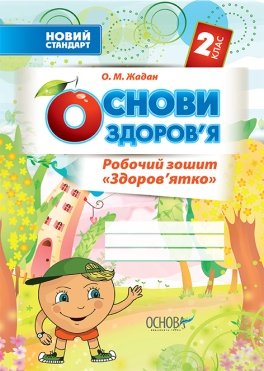 НОВИЙ
СТАНДАРТ
2 КЛАС
О. М. Жадан
ОСНОВИ
ЗДОРОВ'Я
Робочий зошит
«Здоров'ятко»
ОСНОВА